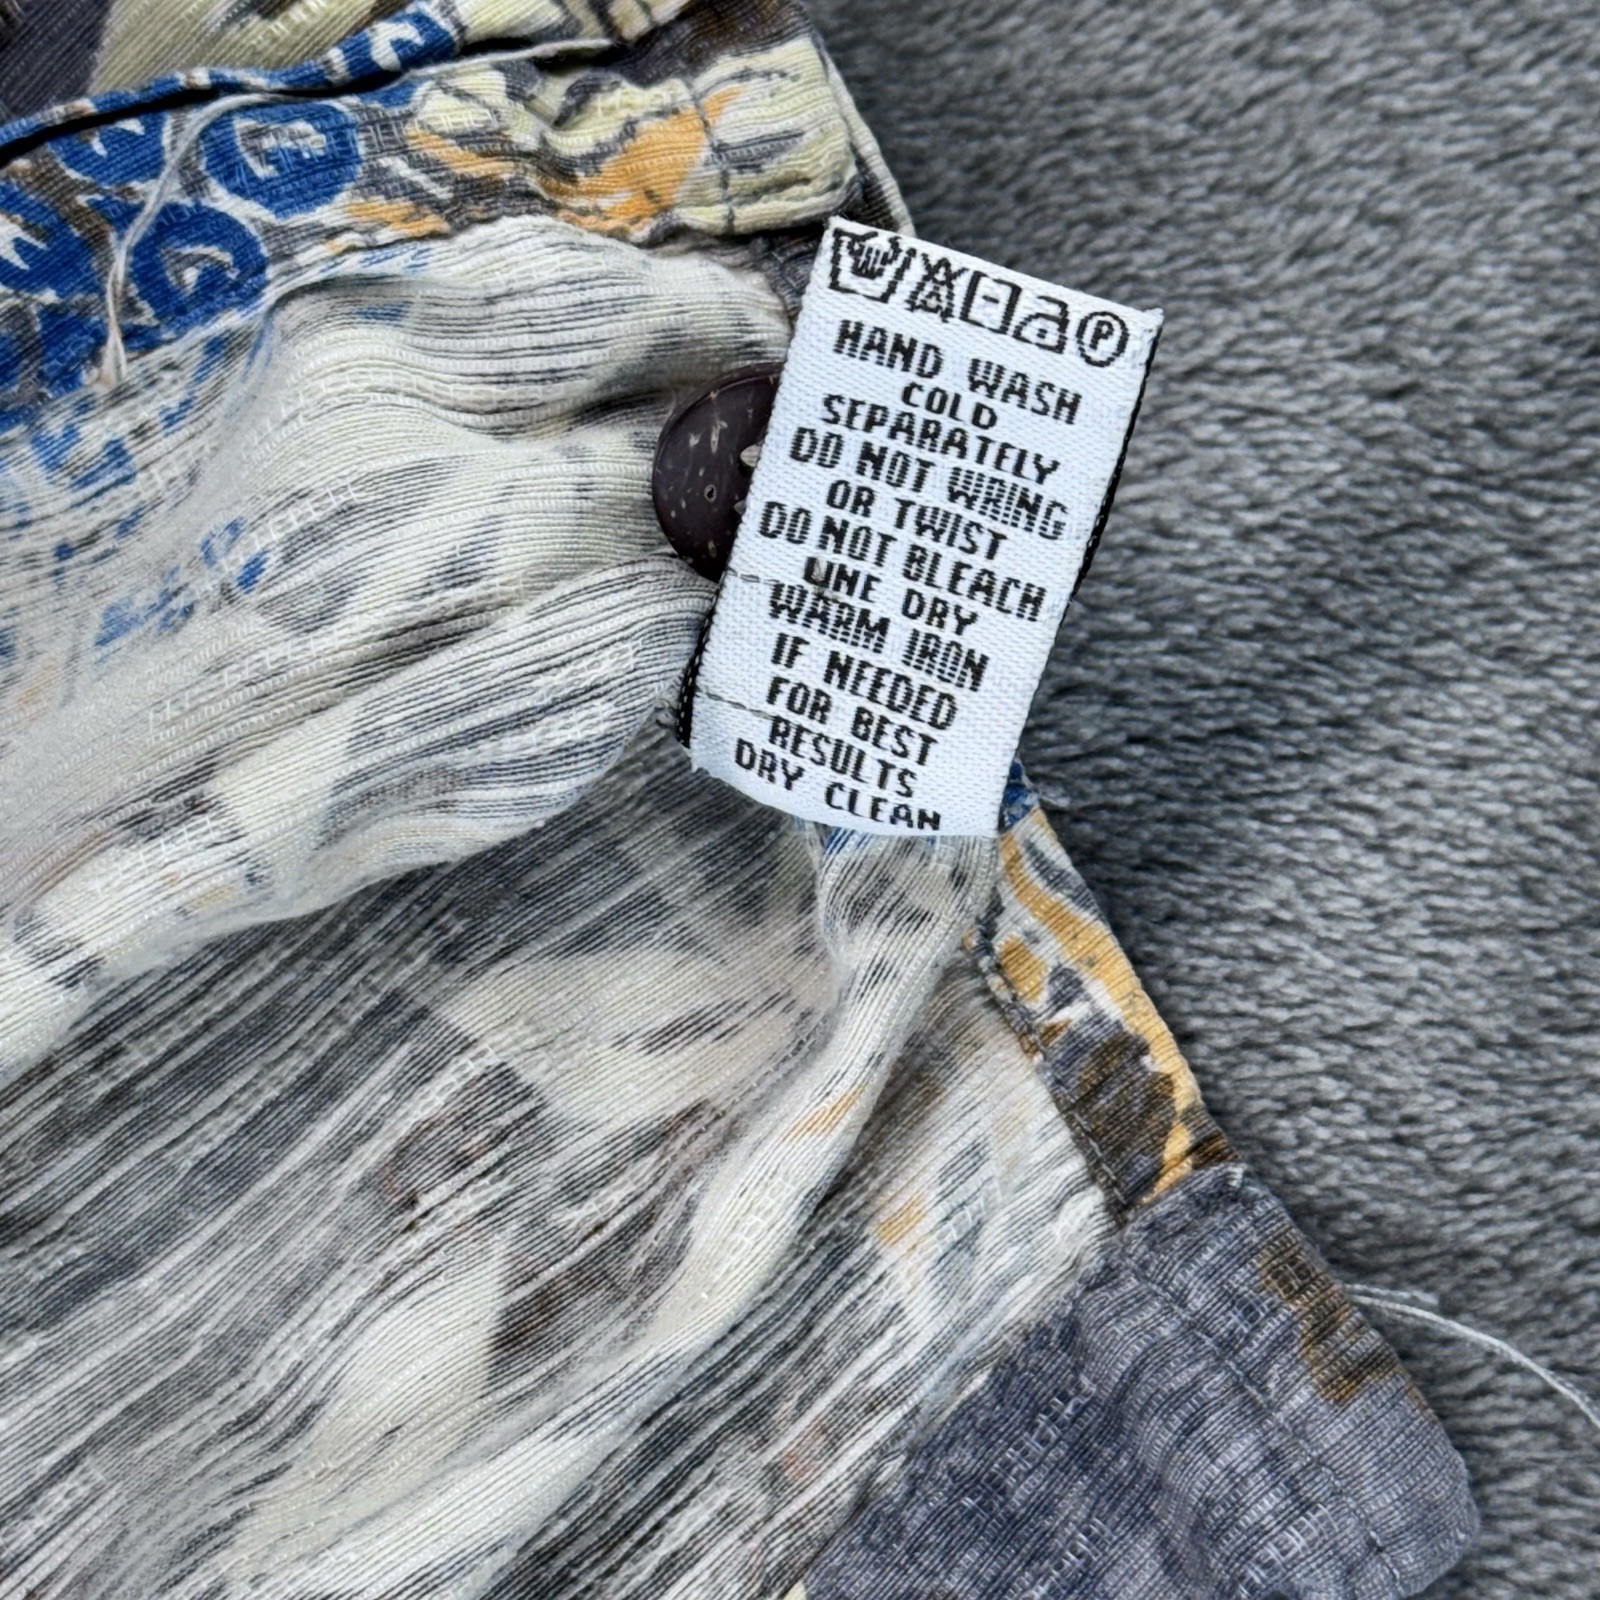 P
HAND WASH
COLD
SEPARATELY
DO NOT WRING
OR TWIST
DO NOT BLEACH
LINE DRY
WARM IRON
IF NEEDED
FOR BEST
RESULTS
DRY CLEAN